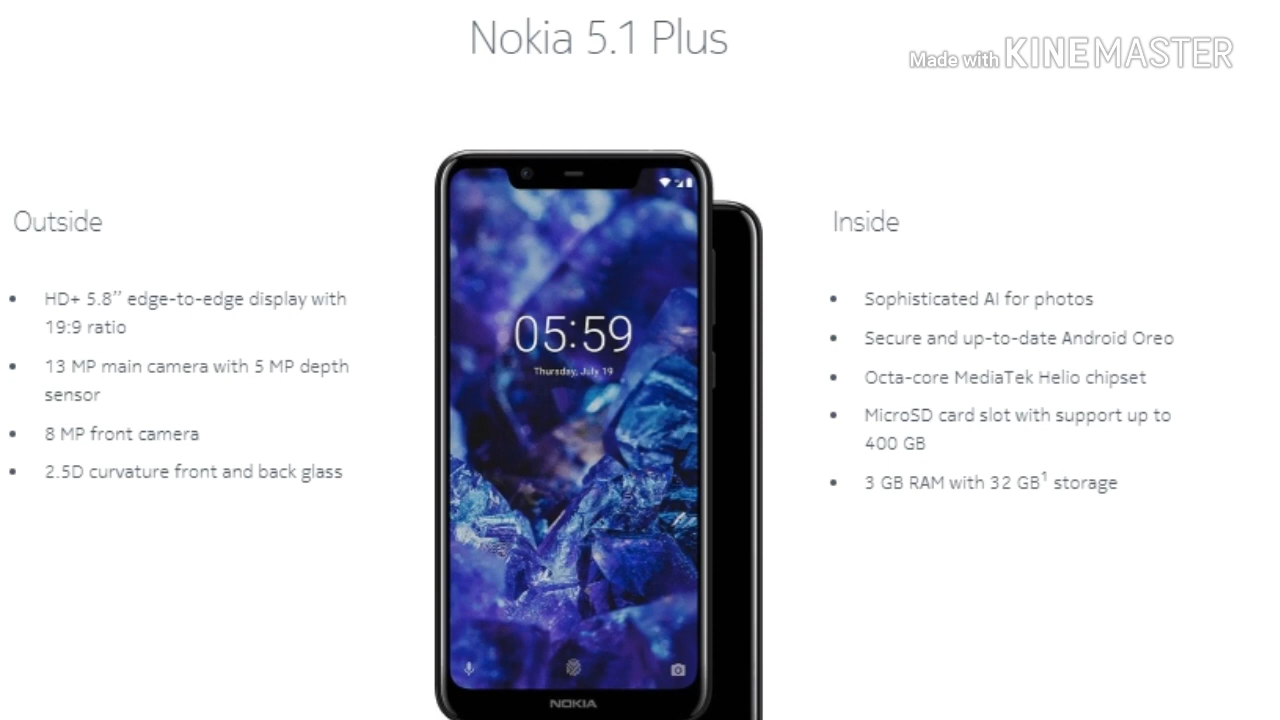 Nokia 5.1 Plus
Made with KINEMASTER
Outside
HD+ 5.8” edge-to-edge display with
19:9 ratio
13 MP main camera with 5 MP depth
sensor
8 MP front camera
2.5D curvature front and back glass
05:59
Thursday, July 19
NOKIA
Inside
Sophisticated AI for photos
Secure and up-to-date Android Oreo
Octa-core MediaTek Helio chipset
MicroSD card slot with support up to
400 GB
3 GB RAM with 32 GB¹ storage